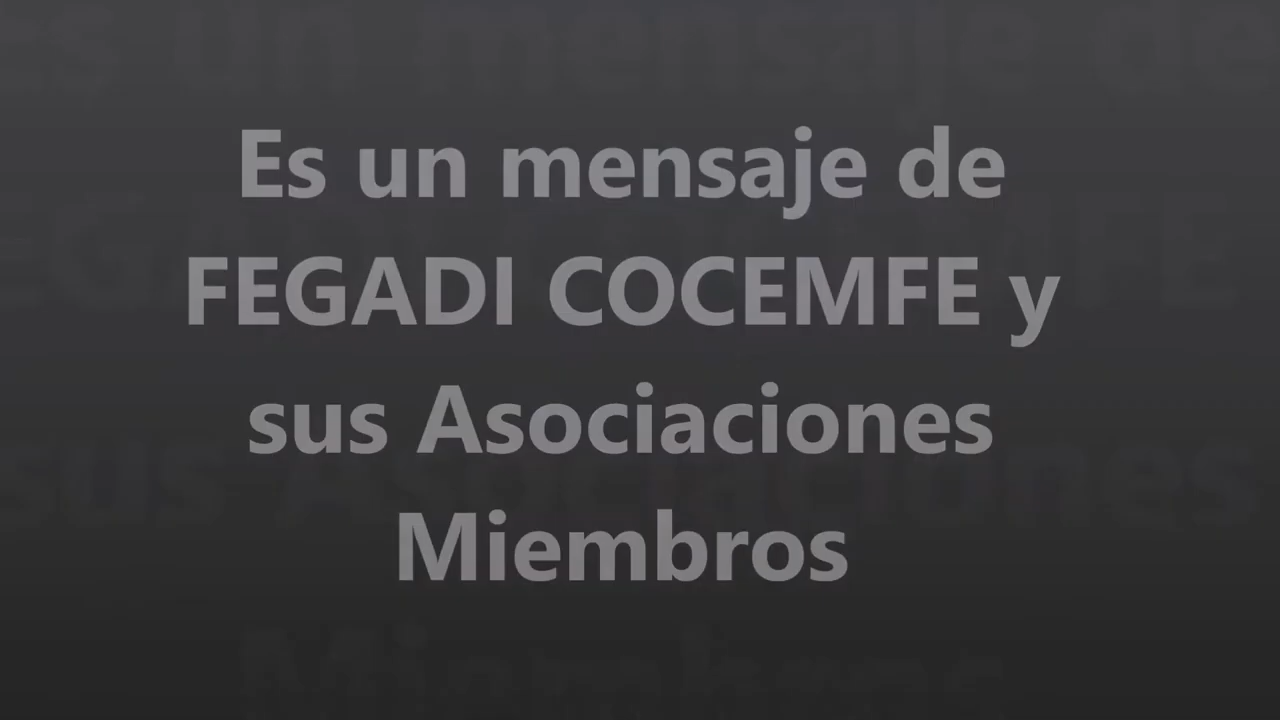 Es un mensaje de
FEGADI COCEMFE y
sus Asociaciones
Miembros